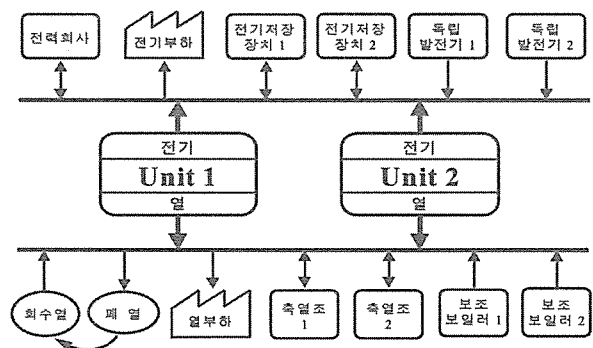 전력회사
전기부하
전기저장
장치 1
전기저장
장치 2
독립
발전기 1
독립
발전기 2
전기
Unit 1
열
전기
Unit 2
열
회수열
폐 열
열부하
축열조
1
축열조
2
보조
보일러 1
보조
보일러 2